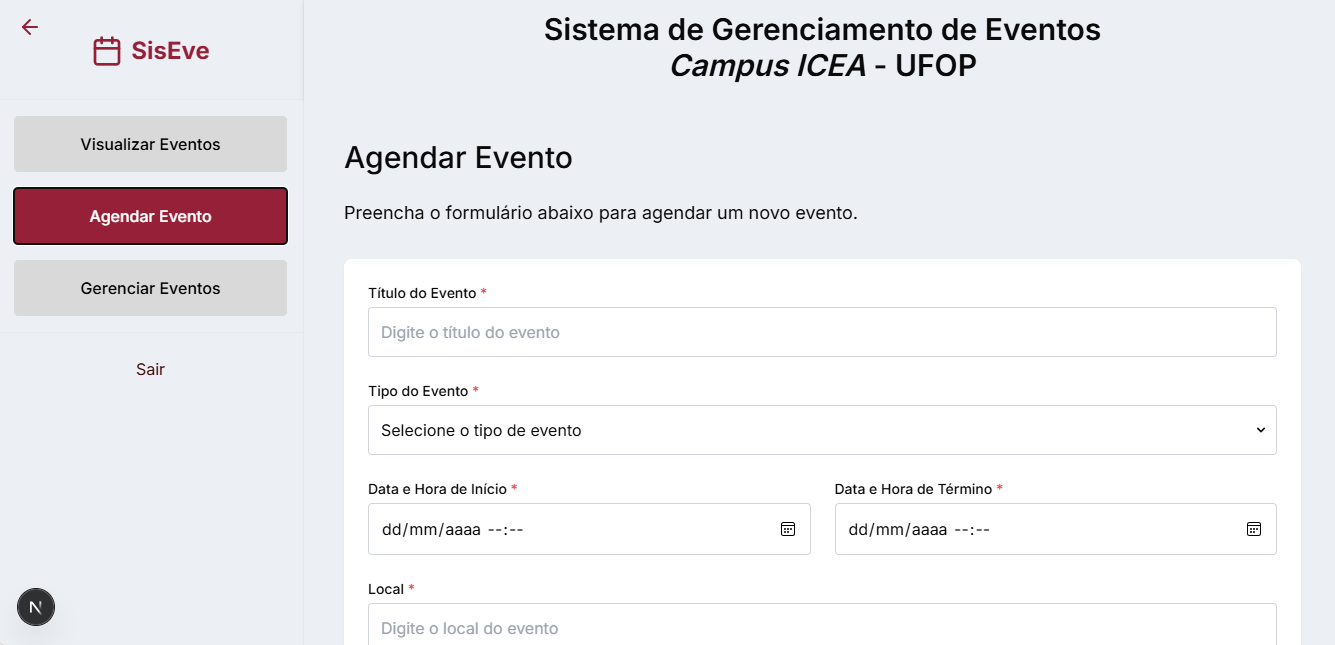 SisEve
Visualizar Eventos
Agendar Evento
Gerenciar Eventos
Sair
N
Sistema de Gerenciamento de Eventos
Campus ICEA - UFOP
Agendar Evento
Preencha o formulário abaixo para agendar um novo evento.
Título do Evento *
Digite o título do evento
Tipo do Evento *
Selecione o tipo de evento
Data e Hora de Início * Data e Hora de Término *
dd/mm/aaaa --:-- dd/mm/aaaa --:--
Local *
Digite o local do evento